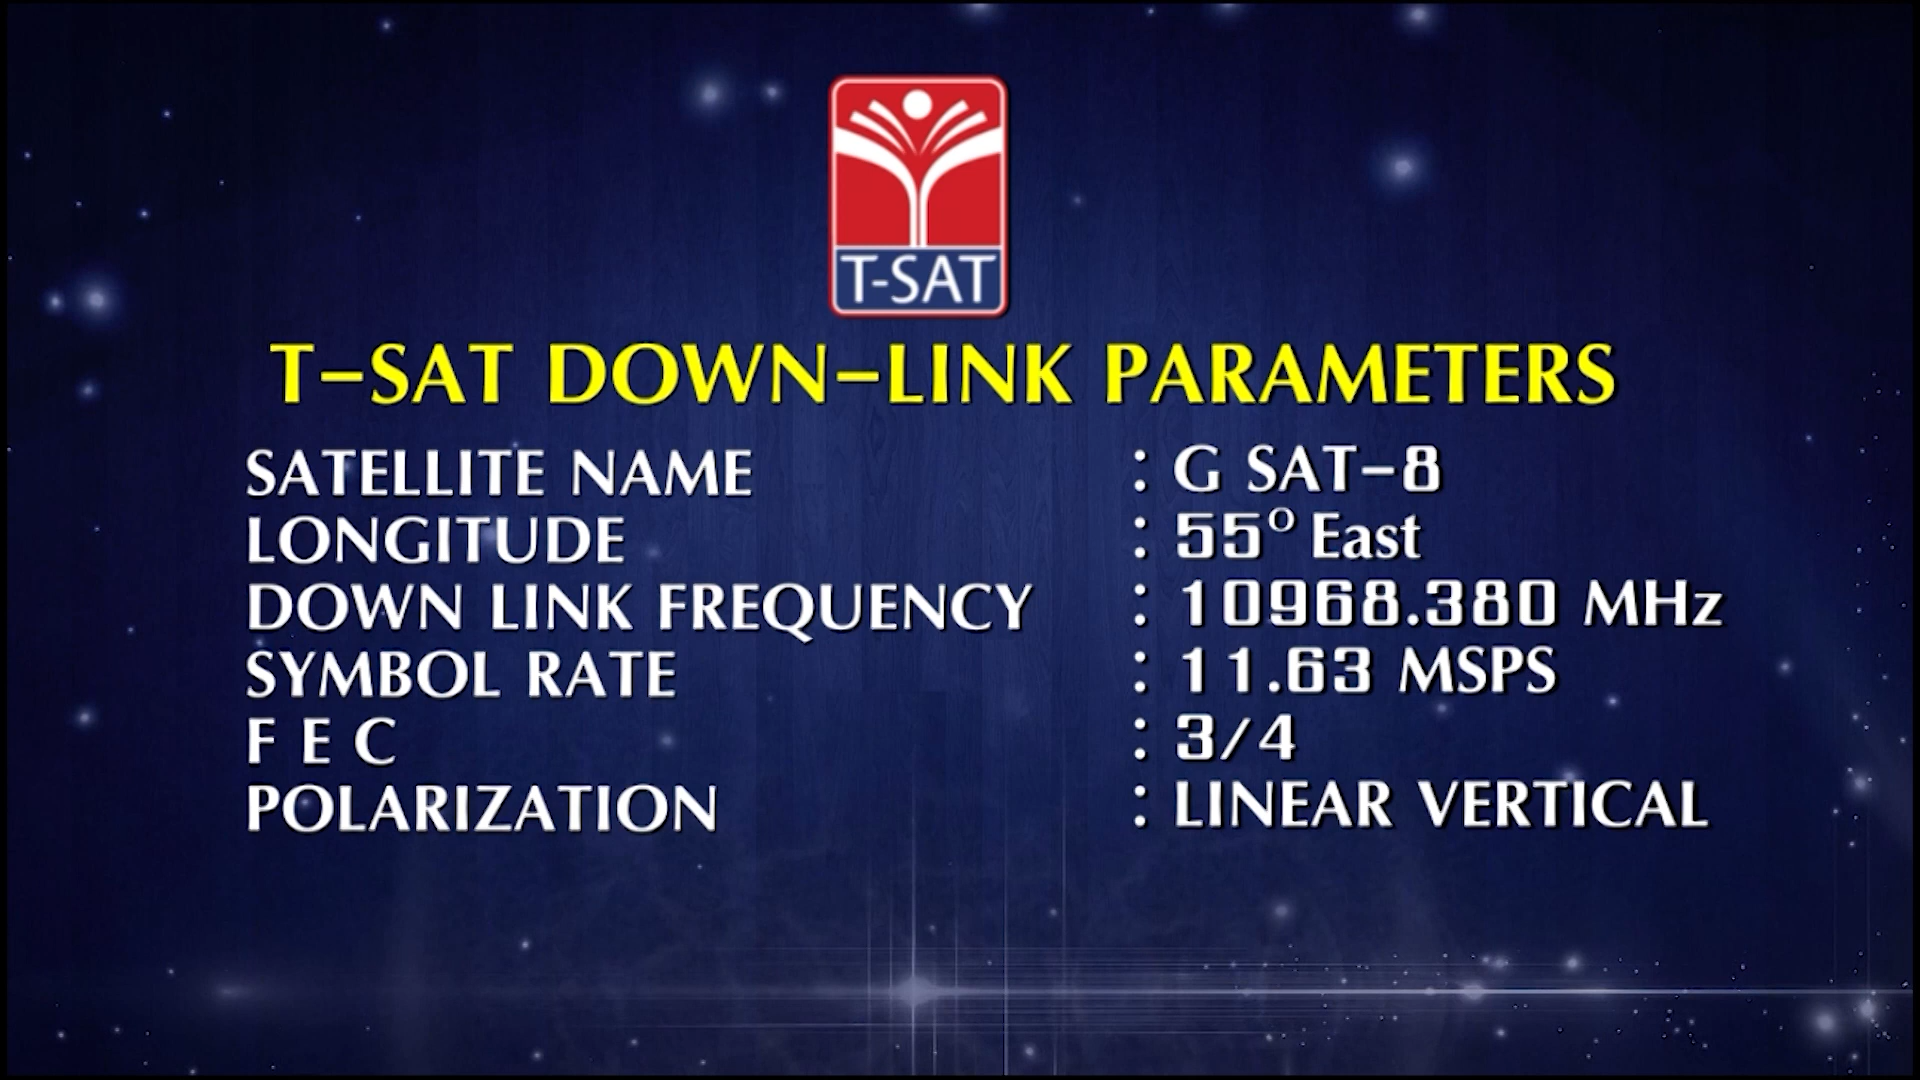 T-SAT
T-SAT DOWN-LINK PARAMETERS
SATELLITE NAME : G SAT-8
LONGITUDE : 55° East
DOWN LINK FREQUENCY : 10968.380 MHz
SYMBOL RATE : 11.63 MSPS
F E C : 3/4
POLARIZATION : LINEAR VERTICAL